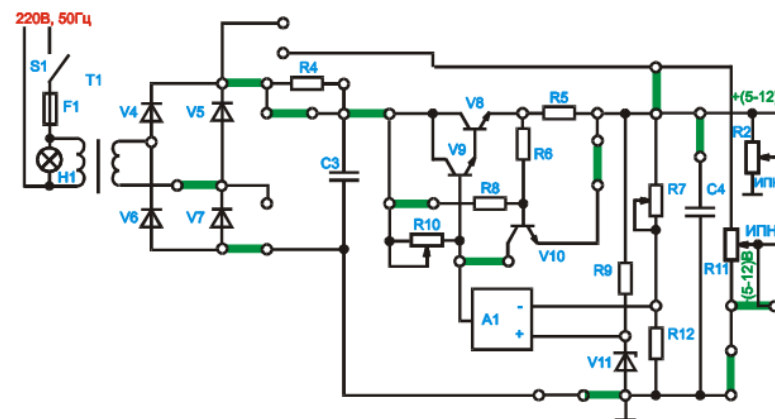 220В, 50Гц
S1
T1
F1
H1
V4
V5
V6
V7
R4
C3
V8
V9
R5
R6
R8
R10
V10
A1
-
+
R9
V11
R7
R12
C4
+(5-12)
R2
ИПН
ИПН
R11
(5-12)В